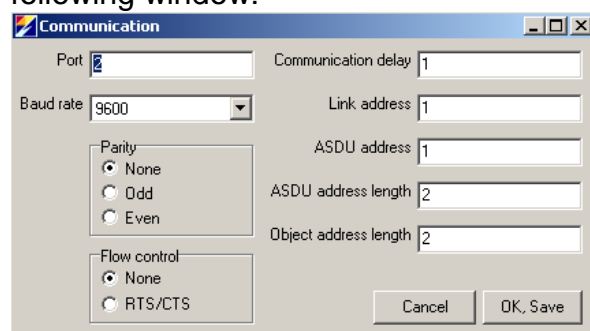 following window:
Communication
Port 2
Baud rate 9600
Parity
None
Odd
Even
Flow control
None
RTS/CTS
Communication delay 1
Link address 1
ASDU address 1
ASDU address length 2
Object address length 2
Cancel
OK, Save